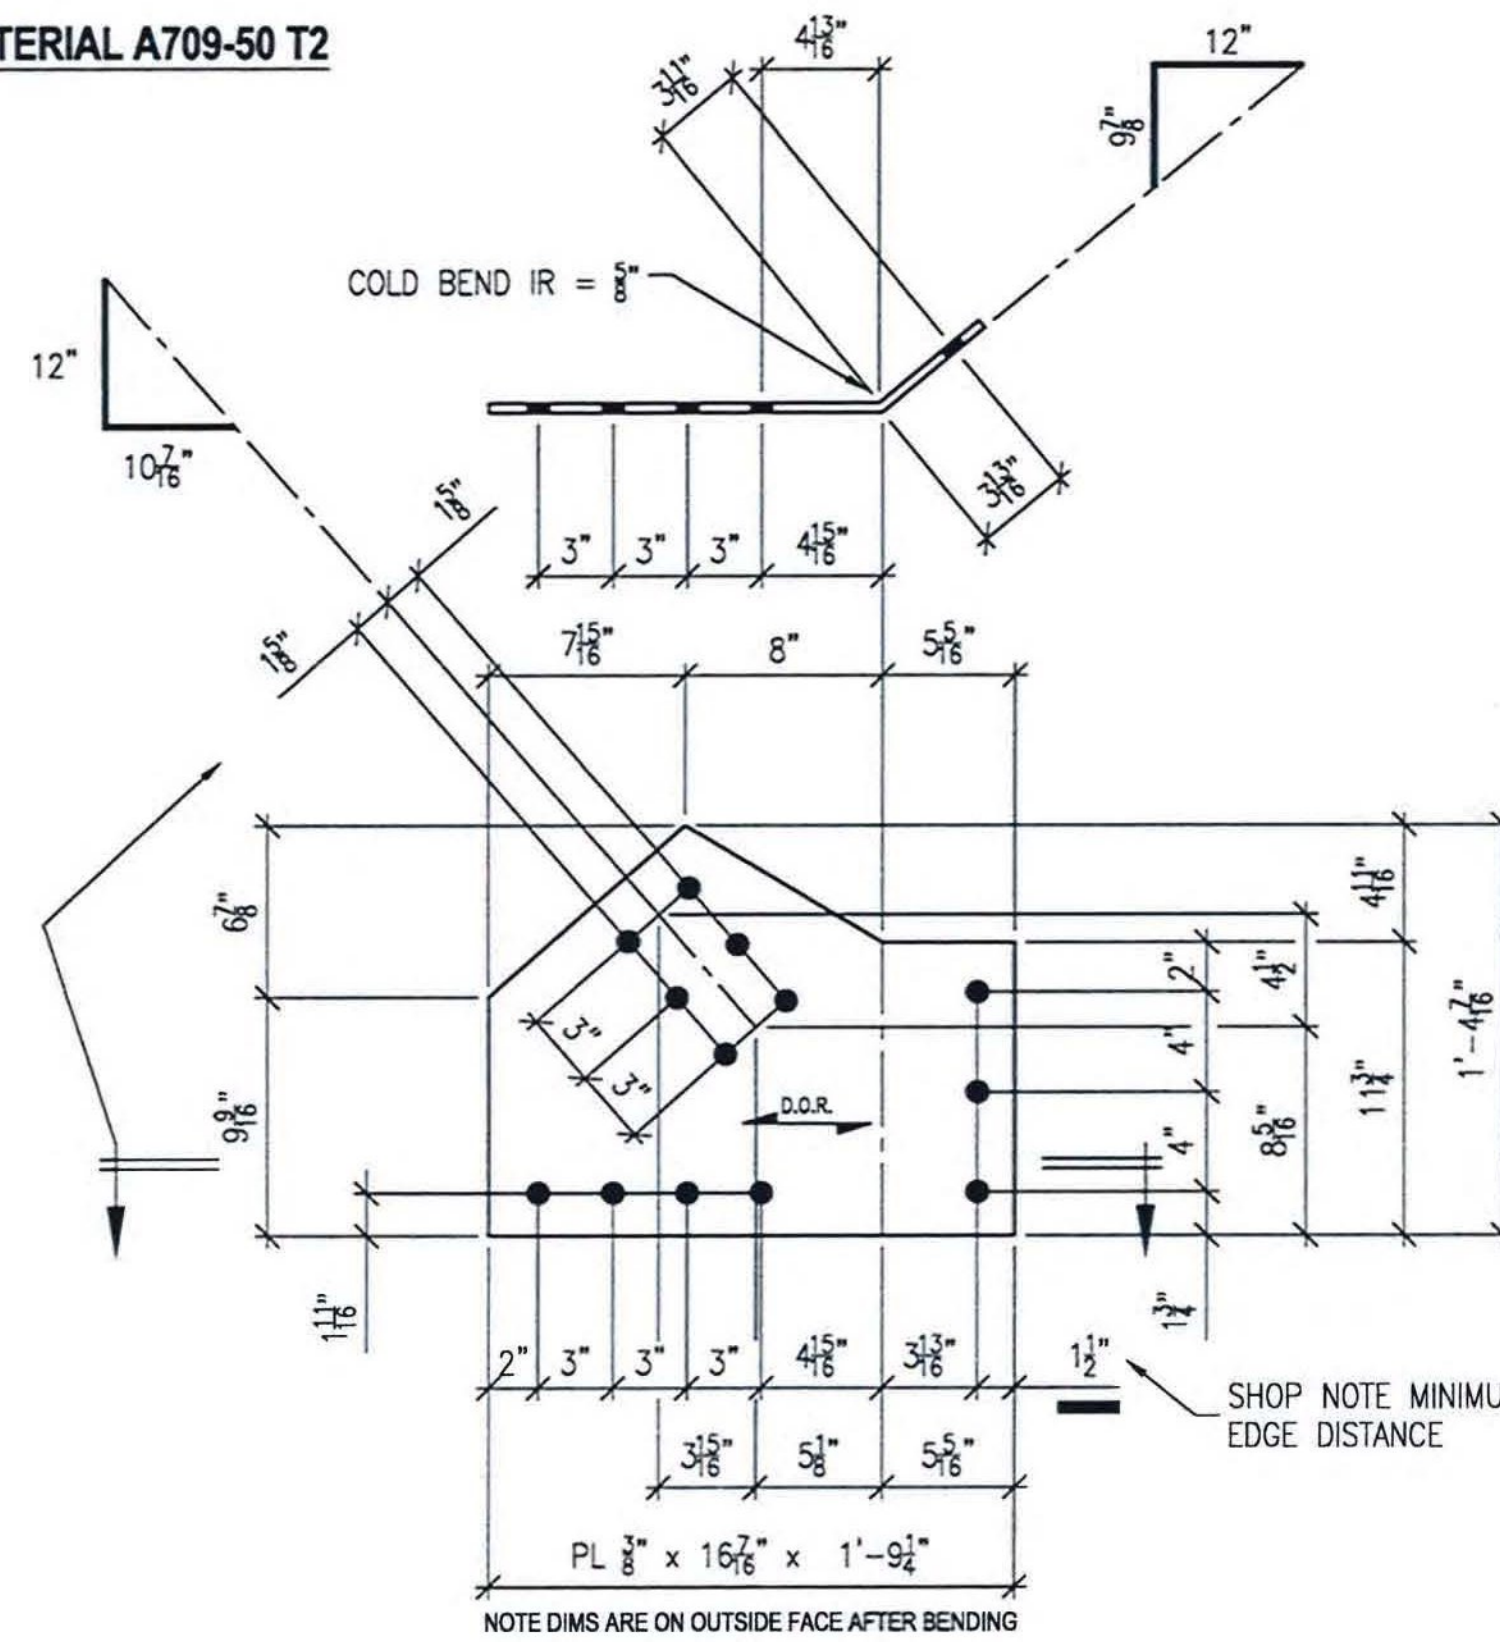 TERIAL A709-50 T2
4 13/16"
12"
3 11/16"
9 7/8"
COLD BEND IR = 5/8"
12"
10 7/16"
1 5/8"
3 13/16"
3" 3" 3" 4 15/16"
1 5/8"
7 15/16" 8" 5 5/16"
6 7/8"
4 11/16"
2"
4 1/2"
3"
1'-4 7/16"
4"
3"
11 3/4"
9 9/16"
D.O.R.
8 5/16"
4"
1 11/16"
1 3/4"
2" 3" 3" 3" 4 15/16" 3 13/16" 1 1/2"
SHOP NOTE MINIMU
EDGE DISTANCE
3 15/16" 5 1/8" 5 5/16"
PL 3/8" x 16 7/16" x 1'-9 1/4"
NOTE DIMS ARE ON OUTSIDE FACE AFTER BENDING